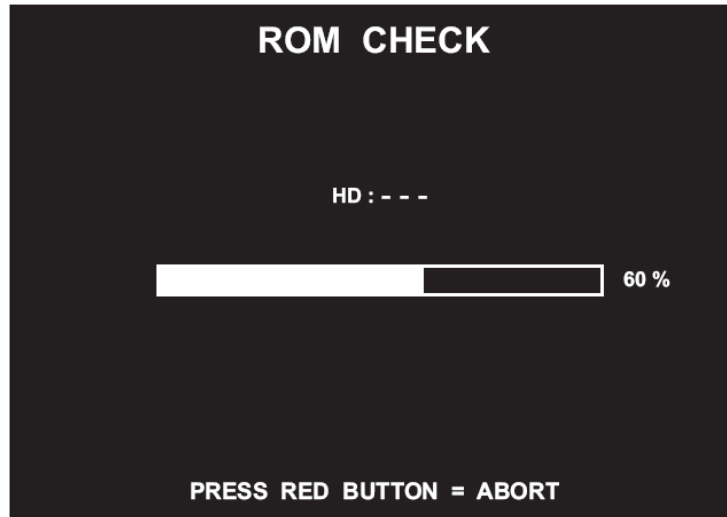 ROM CHECK
HD : - - -
60 %
PRESS RED BUTTON = ABORT